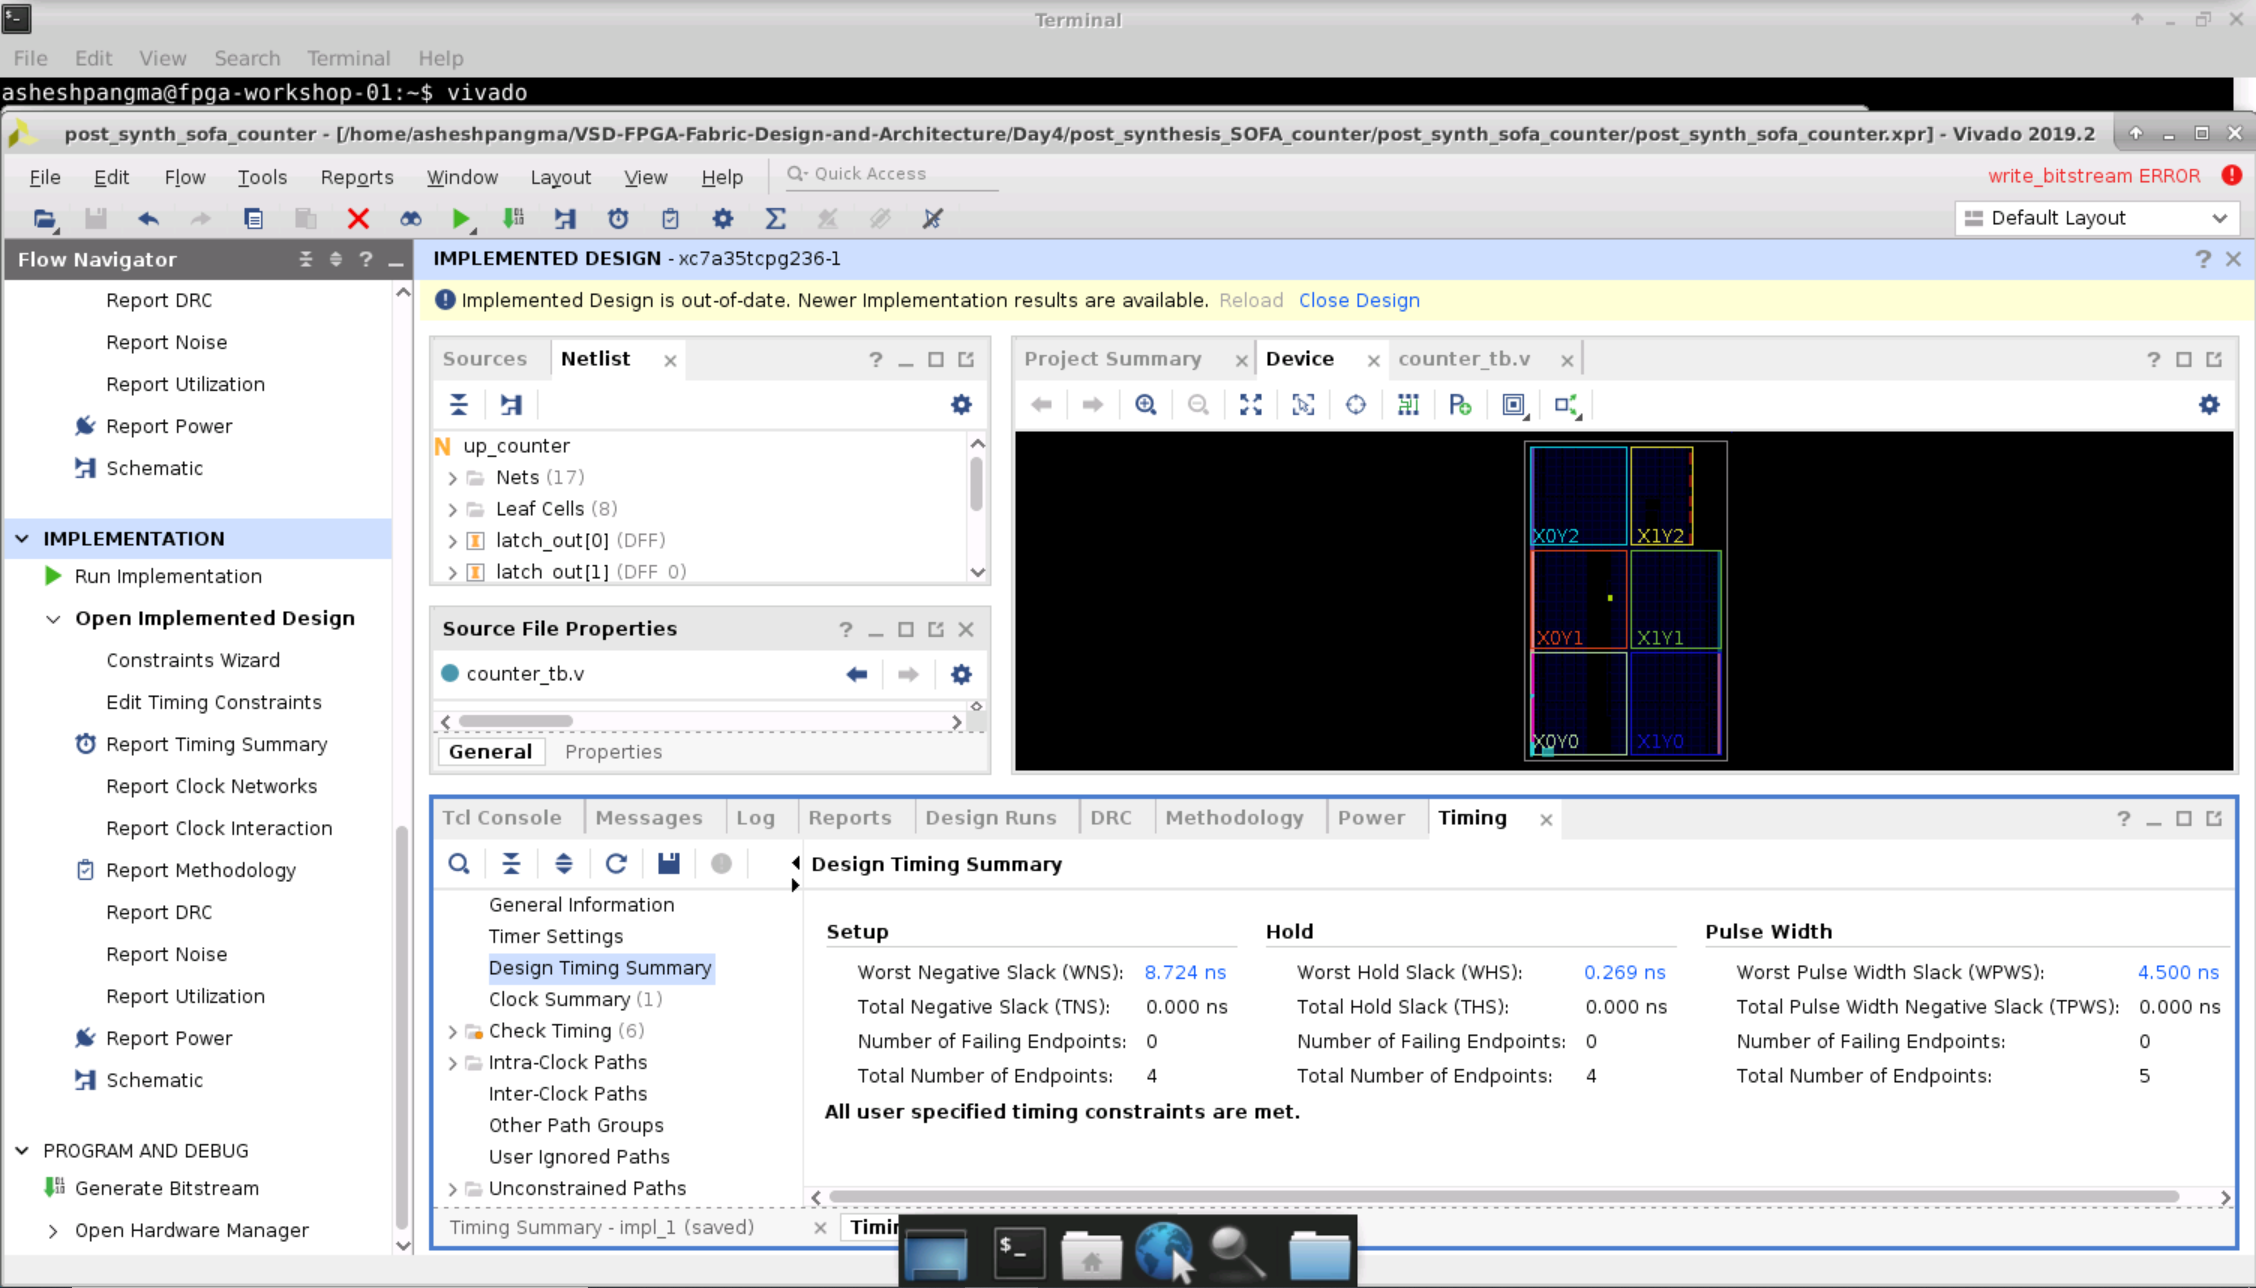 Terminal
File Edit View Search Terminal Help
asheshpangma@fpga-workshop-01:~$ vivado
post_synth_sofa_counter - [/home/asheshpangma/VSD-FPGA-Fabric-Design-and-Architecture/Day4/post_synthesis_SOFA_counter/post_synth_sofa_counter/post_synth_sofa_counter.xpr] - Vivado 2019.2
File Edit Flow Tools Reports Window Layout View Help Quick Access
write_bitstream ERROR
Default Layout
Flow Navigator
Report DRC
Report Noise
Report Utilization
Report Power
Schematic
IMPLEMENTATION
Run Implementation
Open Implemented Design
Constraints Wizard
Edit Timing Constraints
Report Timing Summary
Report Clock Networks
Report Clock Interaction
Report Methodology
Report DRC
Report Noise
Report Utilization
Report Power
Schematic
PROGRAM AND DEBUG
Generate Bitstream
Open Hardware Manager
IMPLEMENTED DESIGN - xc7a35tcpg236-1
Implemented Design is out-of-date. Newer Implementation results are available. Reload Close Design
Sources Netlist
N up_counter
Nets (17)
Leaf Cells (8)
latch_out[0] (DFF)
latch_out[1] (DFF_0)
Source File Properties
counter_tb.v
General Properties
Project Summary Device counter_tb.v
X0Y2 X1Y2
X0Y1 X1Y1
X0Y0 X1Y0
Tcl Console Messages Log Reports Design Runs DRC Methodology Power Timing
General Information
Timer Settings
Design Timing Summary
Clock Summary (1)
Check Timing (6)
Intra-Clock Paths
Inter-Clock Paths
Other Path Groups
User Ignored Paths
Unconstrained Paths
Design Timing Summary
Setup Hold Pulse Width
Worst Negative Slack (WNS): 8.724 ns Worst Hold Slack (WHS): 0.269 ns Worst Pulse Width Slack (WPWS): 4.500 ns
Total Negative Slack (TNS): 0.000 ns Total Hold Slack (THS): 0.000 ns Total Pulse Width Negative Slack (TPWS): 0.000 ns
Number of Failing Endpoints: 0 Number of Failing Endpoints: 0 Number of Failing Endpoints: 0
Total Number of Endpoints: 4 Total Number of Endpoints: 4 Total Number of Endpoints: 5
All user specified timing constraints are met.
Timing Summary - impl_1 (saved)